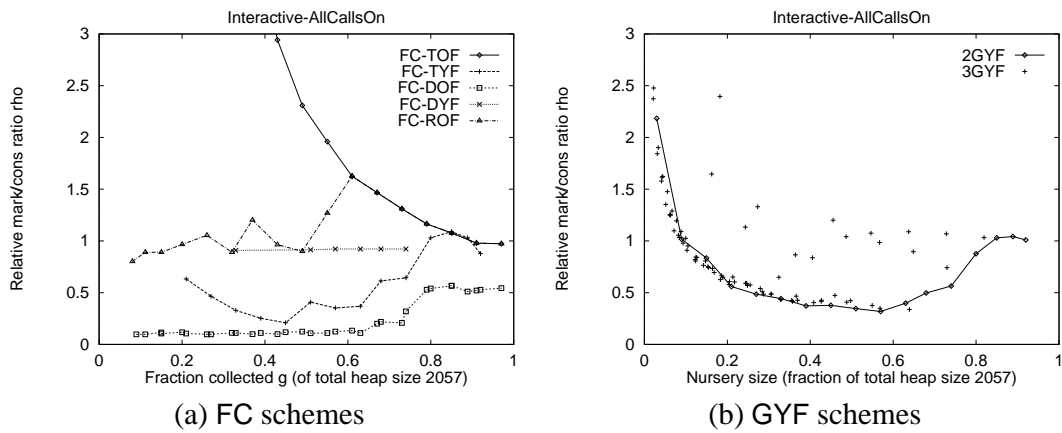 Interactive-AllCallsOn
Relative mark/cons ratio rho
3
2.5
2
1.5
1
0.5
0
FC-TOF
FC-TYF
FC-DOF
FC-DYF
FC-ROF
0 0.2 0.4 0.6 0.8 1
Fraction collected g (of total heap size 2057)
(a) FC schemes
Interactive-AllCallsOn
Relative mark/cons ratio rho
3
2.5
2
1.5
1
0.5
0
2GYF
3GYF
0 0.2 0.4 0.6 0.8 1
Nursery size (fraction of total heap size 2057)
(b) GYF schemes